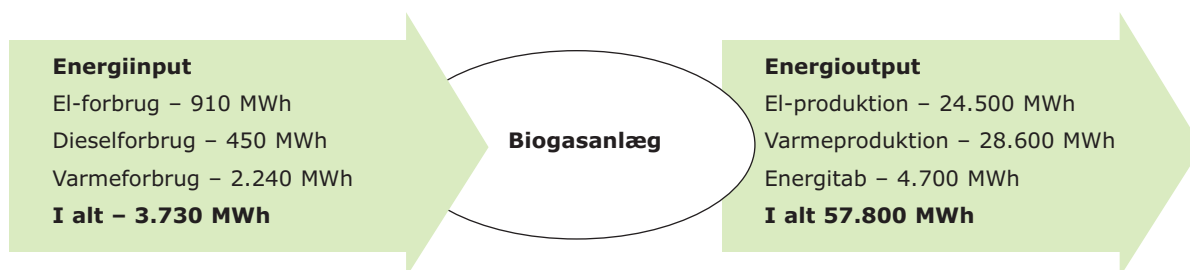 Energiinput
El-forbrug – 910 MWh
Dieselforbrug – 450 MWh
Varmeforbrug – 2.240 MWh
I alt – 3.730 MWh
Biogasanlæg
Energioutput
El-produktion – 24.500 MWh
Varmeproduktion – 28.600 MWh
Energitab – 4.700 MWh
I alt 57.800 MWh